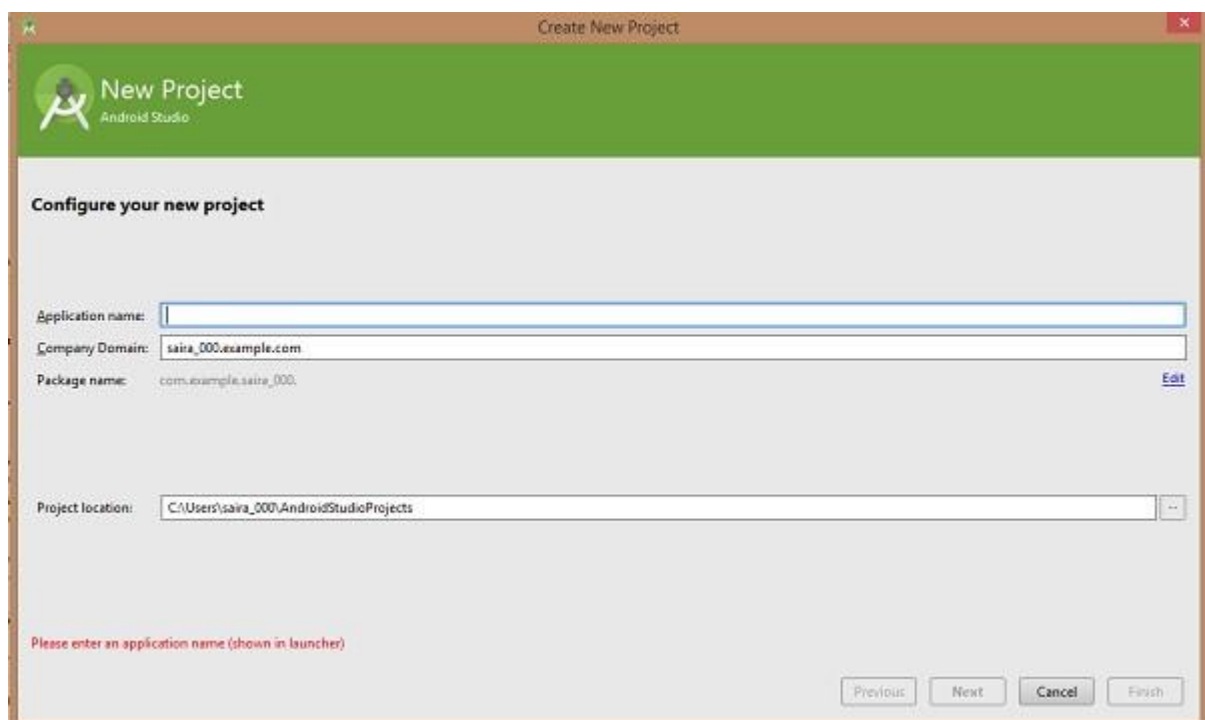 Create New Project
New Project
Android Studio
Configure your new project
Application name:
Company Domain: saira_000.example.com
Package name: com.example.saira_000. Edit
Project location: C:\Users\saira_000\AndroidStudioProjects ...
Please enter an application name (shown in launcher)
Previous Next Cancel Finish